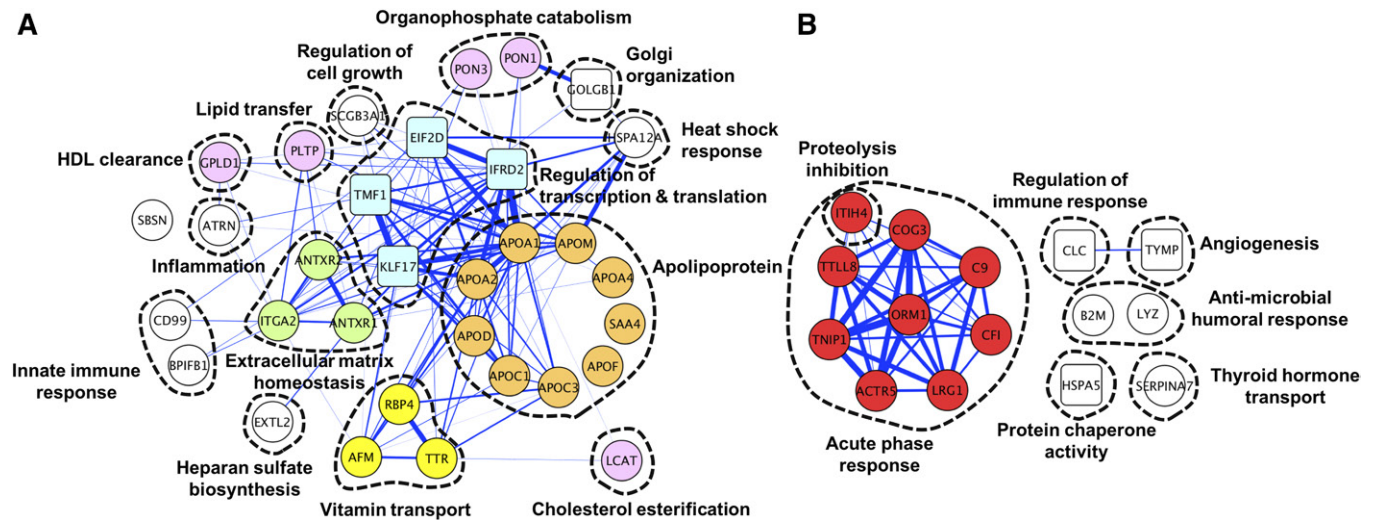 A
Organophosphate catabolism
Regulation of
cell growth
PON3
PON1
Golgi
organization
GOLGB1
Lipid transfer
SCGB3A1
EIF2D
HSPA12A
Heat shock
response
HDL clearance
GPLD1
PLTP
IFRD2
Regulation of
transcription & translation
TMF1
SBSN
ATRN
Inflammation
ANTXR2
KLF17
APOA1
APOM
Apolipoprotein
APOA2
APOA4
CD99
ITGA2
ANTXR1
APOD
SAA4
BPIFB1
Innate immune
response
Extracellular matrix
homeostasis
APOC1
APOC3
APOF
EXTL2
RBP4
Heparan sulfate
biosynthesis
AFM
TTR
LCAT
Vitamin transport
Cholesterol esterification
B
Proteolysis
inhibition
ITIH4
COG3
TTLL8
C9
ORM1
TNIP1
CFI
ACTR5
LRG1
Acute phase
response
Regulation of
immune response
CLC
TYMP
Angiogenesis
B2M
LYZ
Anti-microbial
humoral response
HSPA5
SERPINA7
Thyroid hormone
transport
Protein chaperone
activity